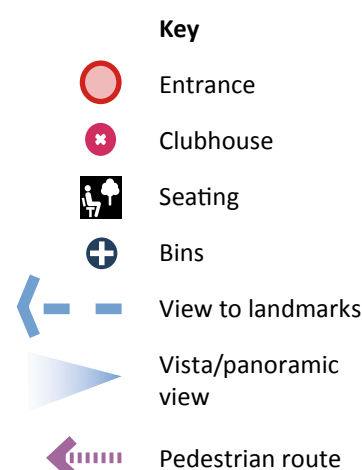 Key
Entrance
Clubhouse
Seating
Bins
View to landmarks
Vista/panoramic
view
Pedestrian route